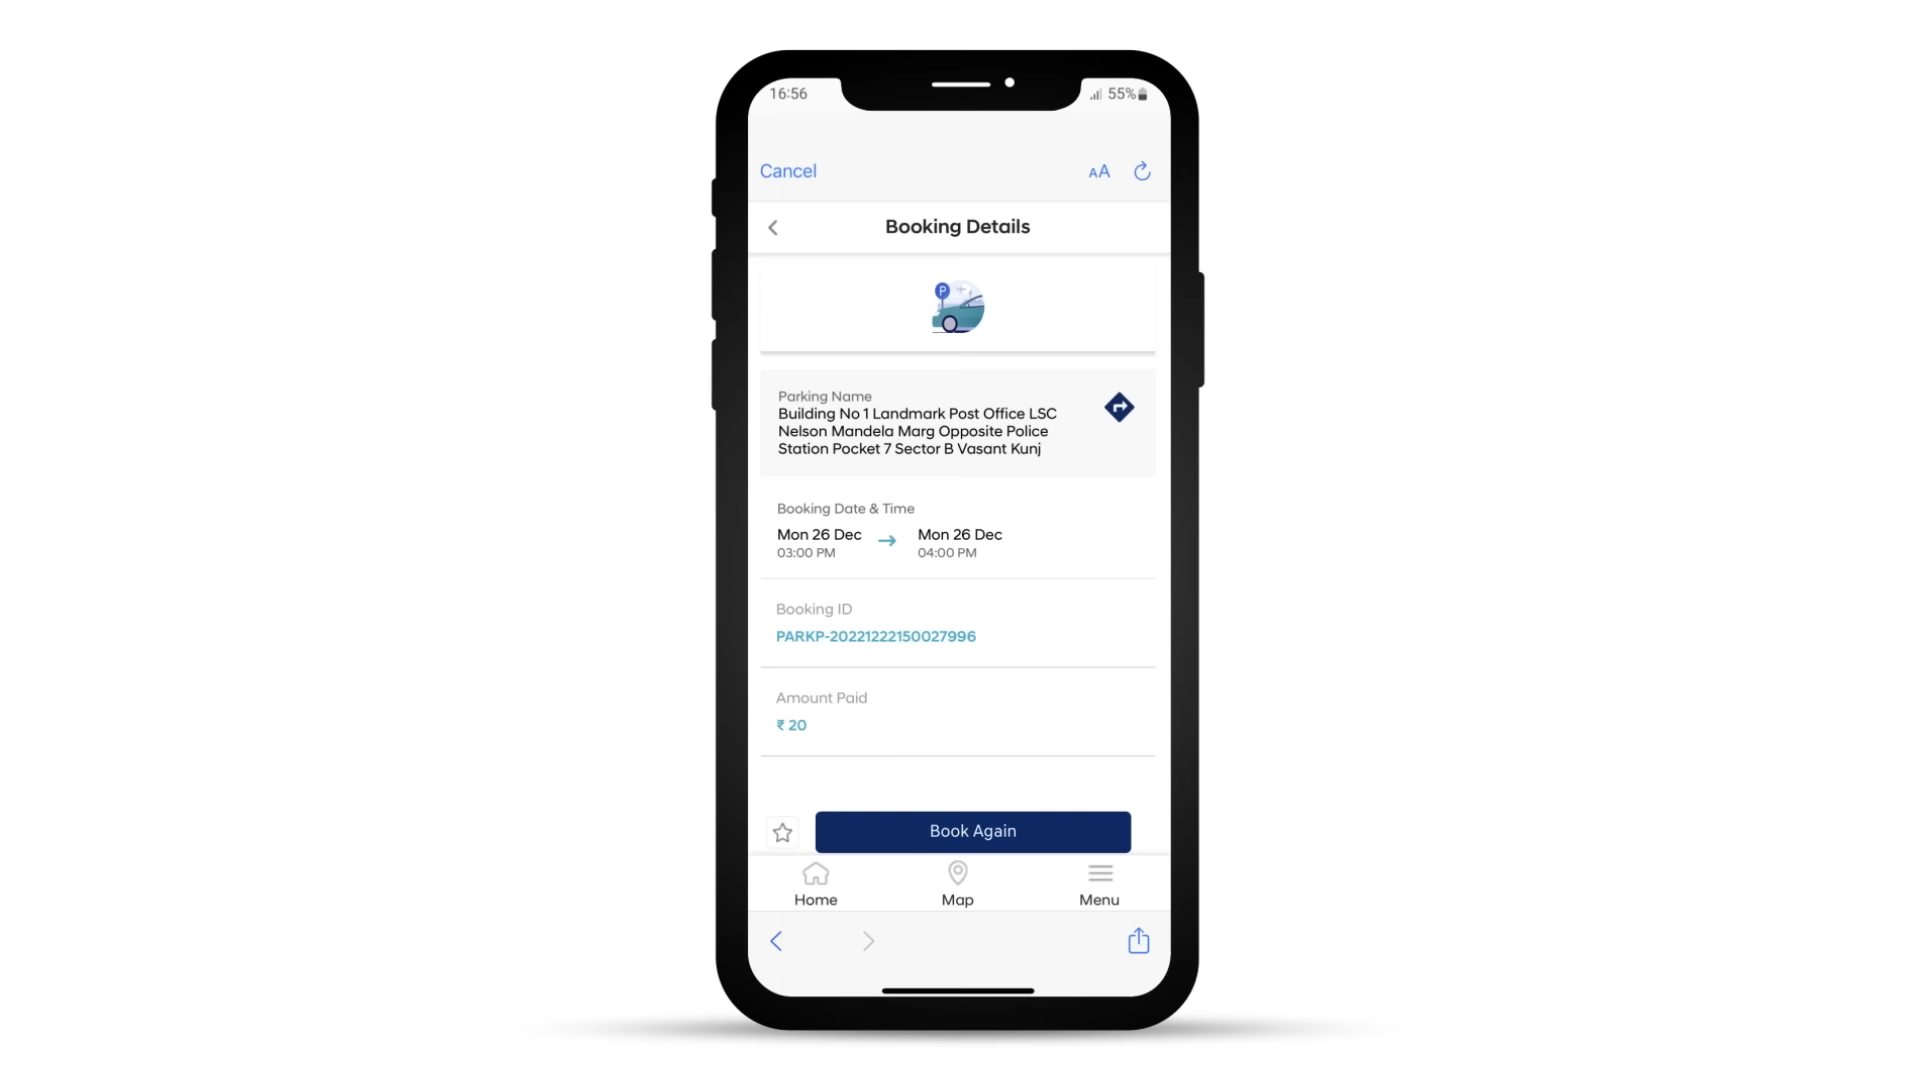 16:56
55%
Cancel
AA
Booking Details
P
Parking Name
Building No 1 Landmark Post Office LSC
Nelson Mandela Marg Opposite Police
Station Pocket 7 Sector B Vasant Kunj
Booking Date & Time
Mon 26 Dec
03:00 PM
Mon 26 Dec
04:00 PM
Booking ID
PARKP-20221222150027996
Amount Paid
₹ 20
Book Again
Home
Map
Menu